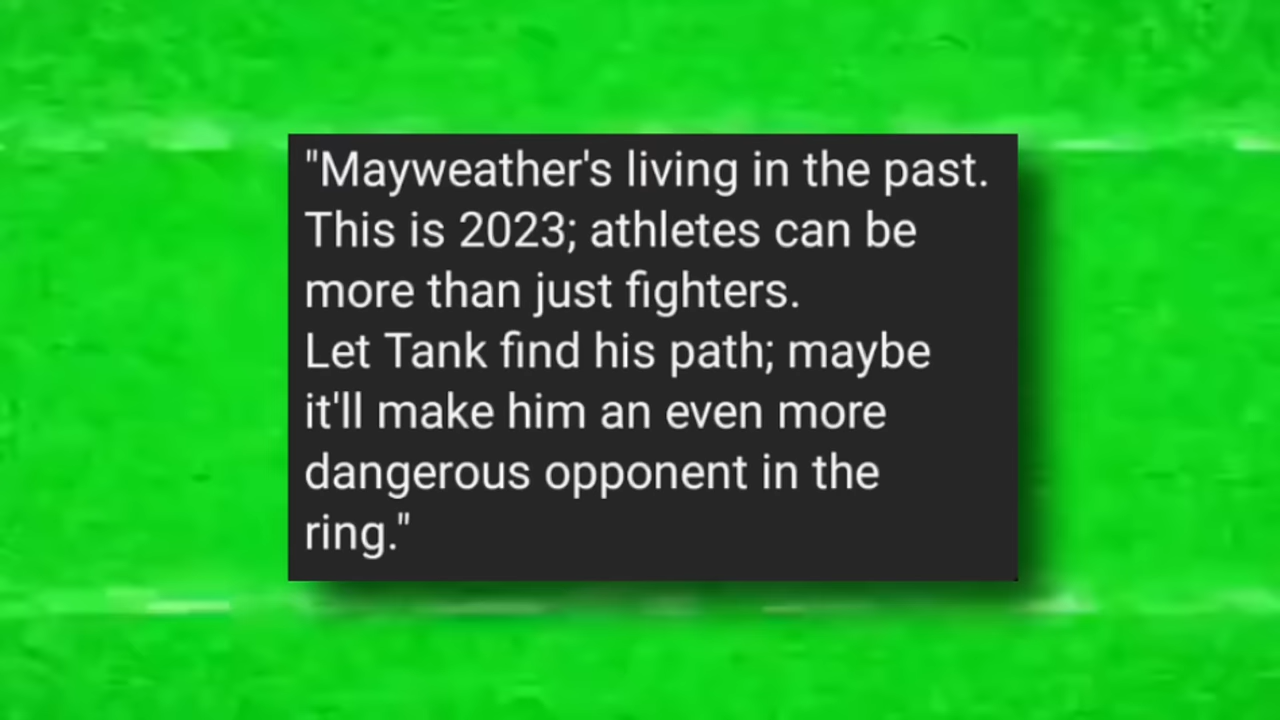 "Mayweather's living in the past.
This is 2023; athletes can be
more than just fighters.
Let Tank find his path; maybe
it'll make him an even more
dangerous opponent in the
ring."